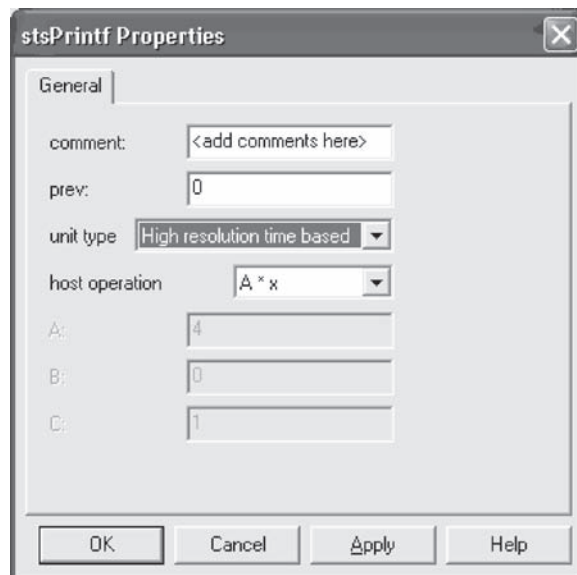 stsPrintf Properties
General
comment: <add comments here>
prev: 0
unit type High resolution time based
host operation A * x
A: 4
B: 0
C: 1
OK Cancel Apply Help